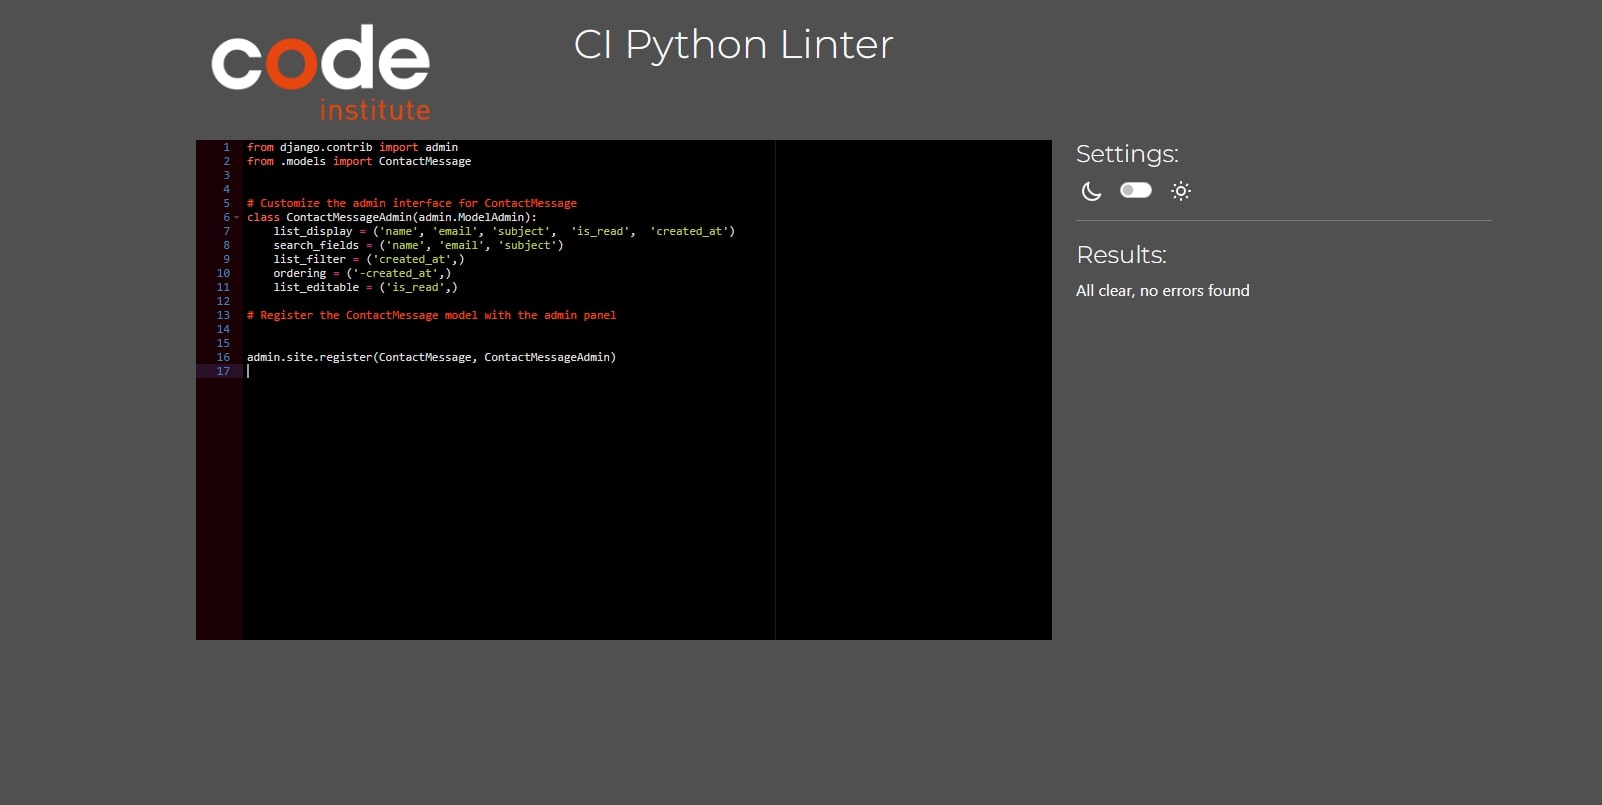 code
institute
CI Python Linter
1 from django.contrib import admin
2 from .models import ContactMessage
3
4
5 # Customize the admin interface for ContactMessage
6 class ContactMessageAdmin(admin.ModelAdmin):
7     list_display = ('name', 'email', 'subject',  'is_read',  'created_at')
8     search_fields = ('name', 'email', 'subject')
9     list_filter = ('created_at',)
10     ordering = ('-created_at',)
11     list_editable = ('is_read',)
12
13 # Register the ContactMessage model with the admin panel
14
15
16 admin.site.register(ContactMessage, ContactMessageAdmin)
17
Settings:
Results:
All clear, no errors found